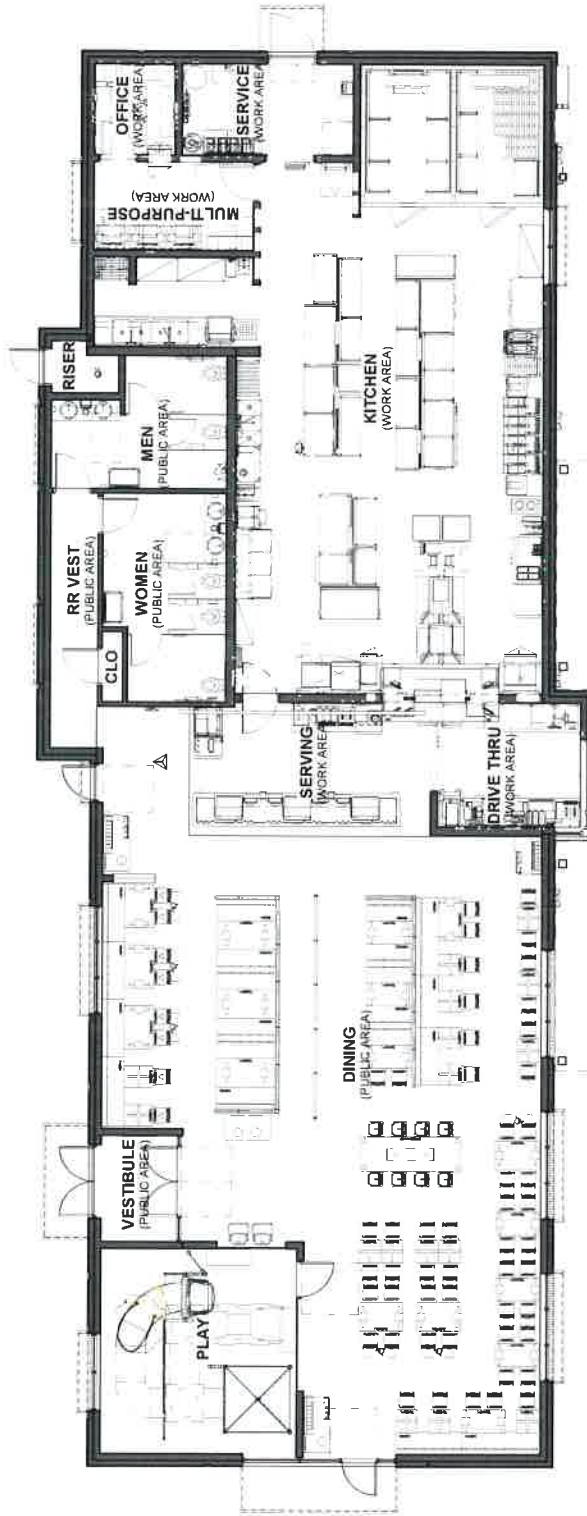 OFFICE
(WORK AREA)
SERVICE
(WORK AREA)
MULTI-PURPOSE
(WORK AREA)
RISER
MEN
(PUBLIC AREA)
KITCHEN
(WORK AREA)
RR VEST
(PUBLIC AREA)
WOMEN
(PUBLIC AREA)
CLO
SERVING
(WORK AREA)
DRIVE THRU
(WORK AREA)
DINING
(PUBLIC AREA)
VESTIBULE
(PUBLIC AREA)
PLAY